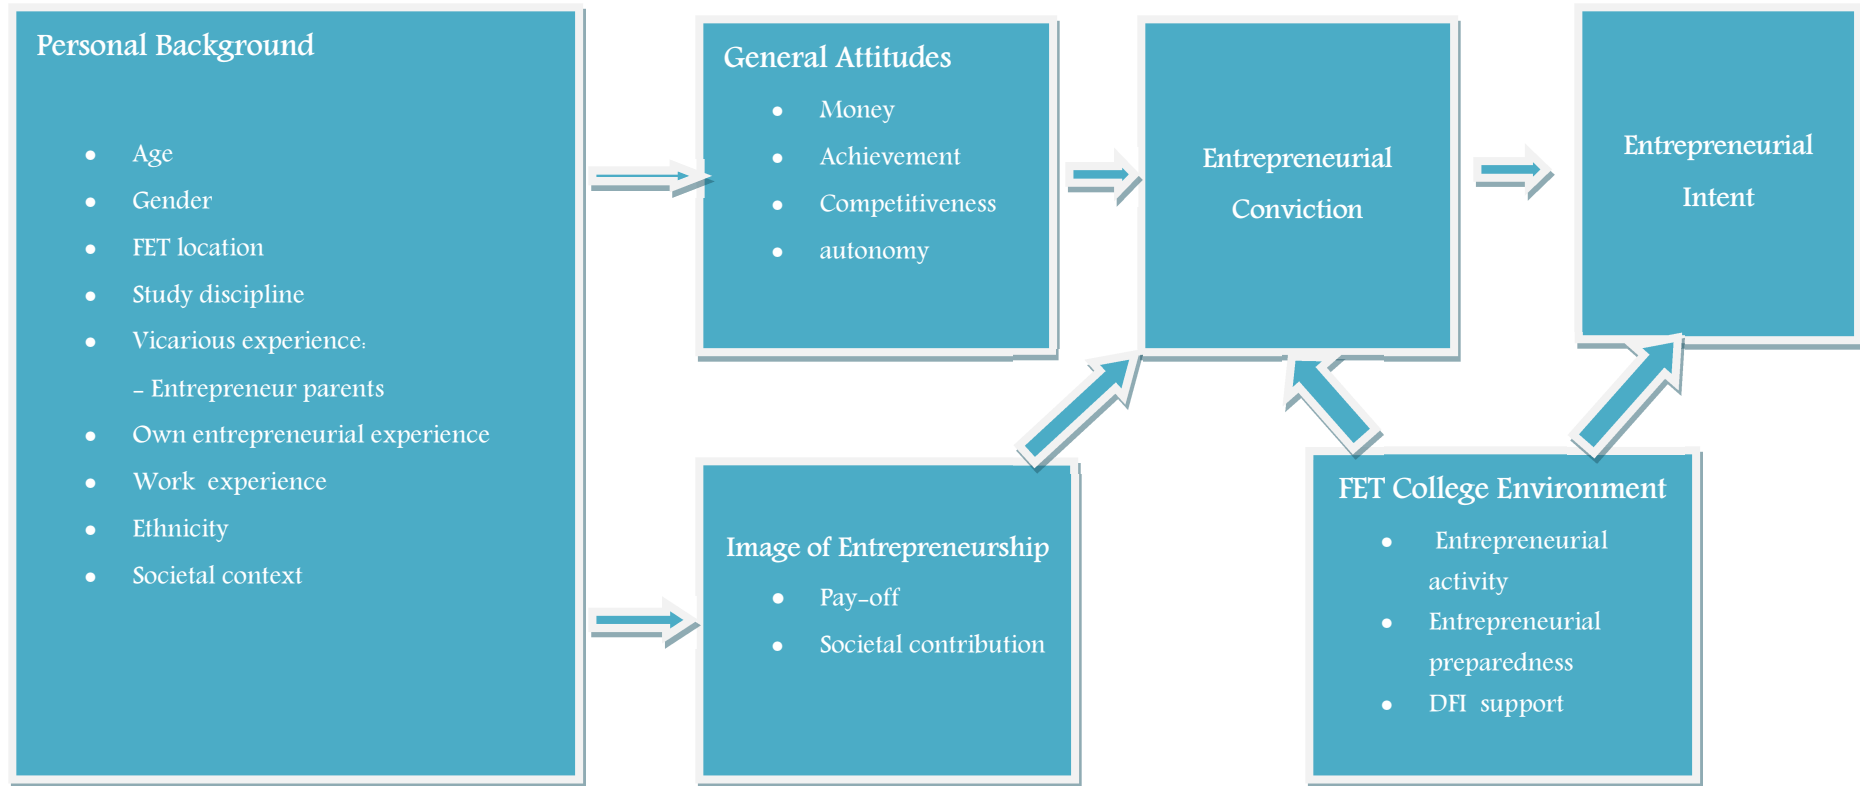 Personal Background
● Age
● Gender
● FET location
● Study discipline
● Vicarious experience:
– Entrepreneur parents
● Own entrepreneurial experience
● Work experience
● Ethnicity
● Societal context
General Attitudes
● Money
● Achievement
● Competitiveness
● autonomy
Image of Entrepreneurship
● Pay-off
● Societal contribution
Entrepreneurial
Conviction
Entrepreneurial
Intent
FET College Environment
● Entrepreneurial
activity
● Entrepreneurial
preparedness
● DFI support